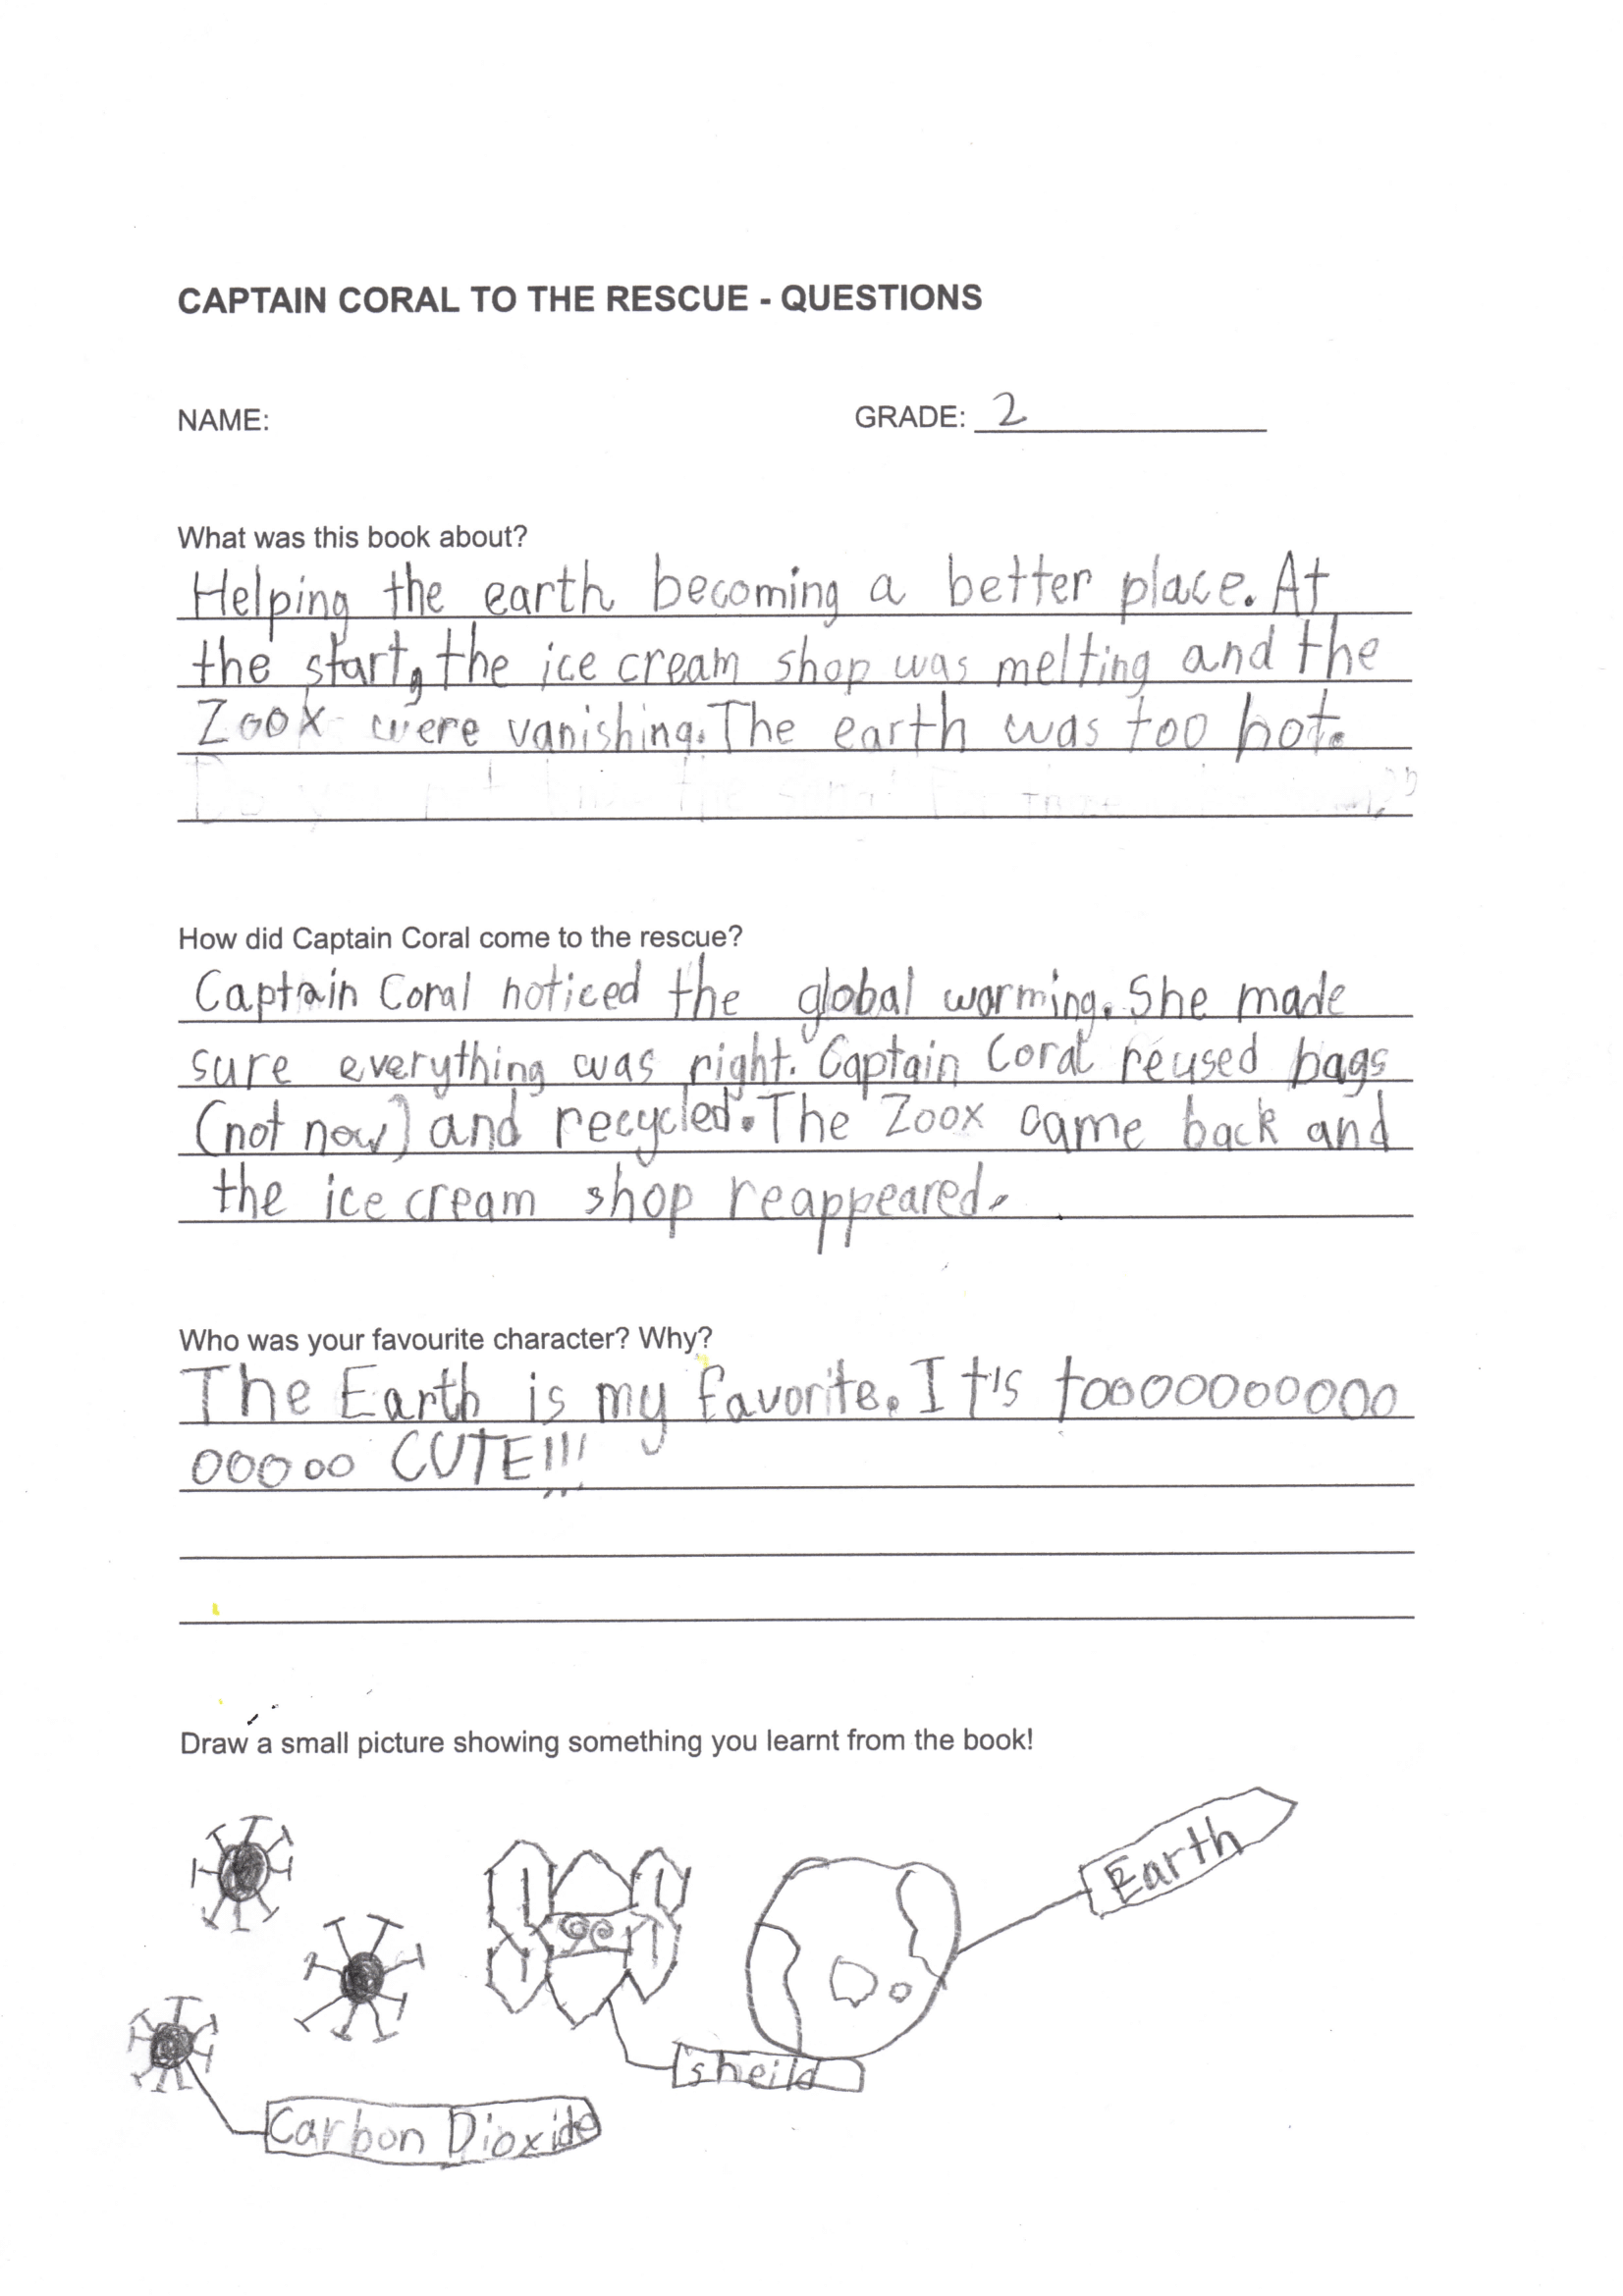 CAPTAIN CORAL TO THE RESCUE - QUESTIONS
NAME: GRADE: 2
What was this book about?
Helping the earth becoming a better place. At
the start, the ice cream shop was melting and the
Zoox were vanishing. The earth was too hot.
How did Captain Coral come to the rescue?
Captain Coral noticed the global warming. She made
sure everything was right. Captain Coral reused bags
(not now) and recycled. The Zoox came back and
the ice cream shop reappeared.
Who was your favourite character? Why?
The Earth is my favorite. It's toooooooooooo
oooooo CUTE!!!
Draw a small picture showing something you learnt from the book!
Earth
sheild
Carbon Dioxide